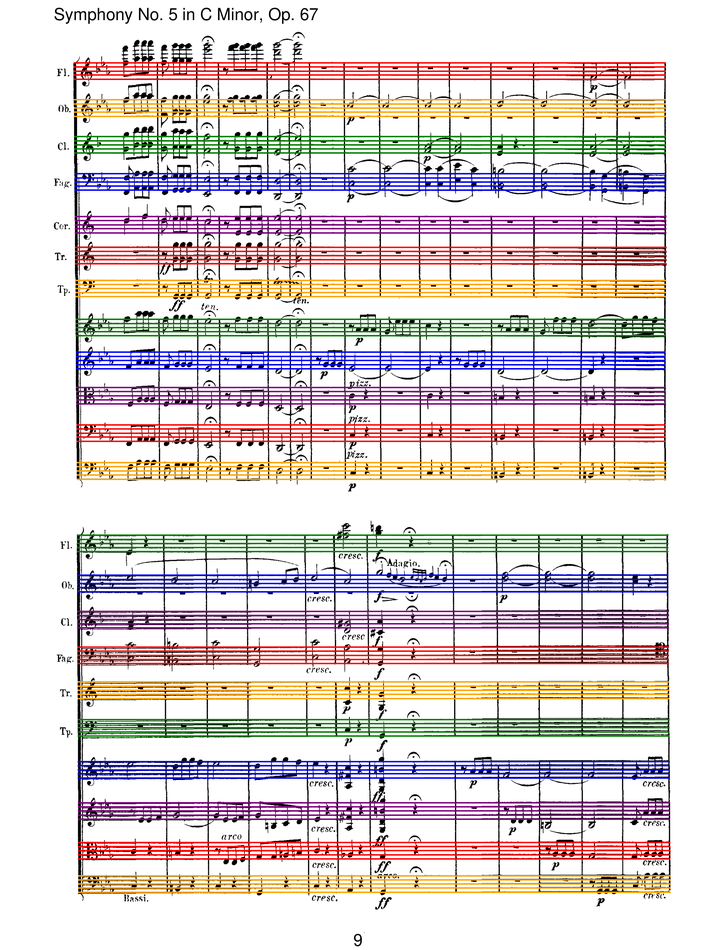 Symphony No. 5 in C Minor, Op. 67
Fl.
Ob.
p
Cl.
p
Fag.
p
Cor.
Tr.
ff
Tp.
ff
ten.
ten.
p
p
pizz.
p
pizz.
p
pizz.
p
Fl.
cresc.
f
Adagio.
Ob.
cresc.
f
p
Cl.
cresc
f
Fag.
cresc.
f
Tr.
p
f
Tp.
p
f
cresc.
ff
p
cresc.
cresc.
ff
p
cresc.
arco
cresc.
ff
p
cresc.
arco.
Bassi.
cresc.
ff
p
cresc.
9